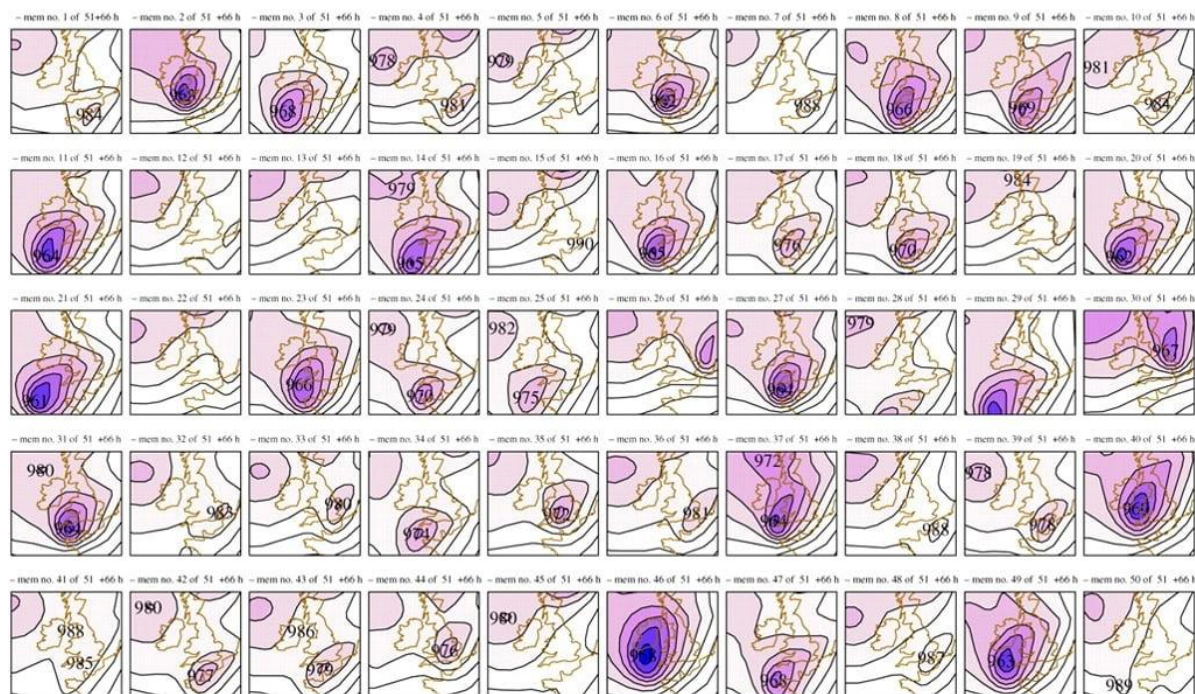 – mem no. 1 of 51 +66 h – mem no. 2 of 51 +66 h – mem no. 3 of 51 +66 h – mem no. 4 of 51 +66 h – mem no. 5 of 51 +66 h – mem no. 6 of 51 +66 h – mem no. 7 of 51 +66 h – mem no. 8 of 51 +66 h – mem no. 9 of 51 +66 h – mem no. 10 of 51 +66 h
984 968 978 981 979 988 966 969 981 984
– mem no. 11 of 51 +66 h – mem no. 12 of 51 +66 h – mem no. 13 of 51 +66 h – mem no. 14 of 51 +66 h – mem no. 15 of 51 +66 h – mem no. 16 of 51 +66 h – mem no. 17 of 51 +66 h – mem no. 18 of 51 +66 h – mem no. 19 of 51 +66 h – mem no. 20 of 51 +66 h
964 979 965 990 965 976 970 984 962
– mem no. 21 of 51 +66 h – mem no. 22 of 51 +66 h – mem no. 23 of 51 +66 h – mem no. 24 of 51 +66 h – mem no. 25 of 51 +66 h – mem no. 26 of 51 +66 h – mem no. 27 of 51 +66 h – mem no. 28 of 51 +66 h – mem no. 29 of 51 +66 h – mem no. 30 of 51 +66 h
961 966 979 970 982 975 979 967
– mem no. 31 of 51 +66 h – mem no. 32 of 51 +66 h – mem no. 33 of 51 +66 h – mem no. 34 of 51 +66 h – mem no. 35 of 51 +66 h – mem no. 36 of 51 +66 h – mem no. 37 of 51 +66 h – mem no. 38 of 51 +66 h – mem no. 39 of 51 +66 h – mem no. 40 of 51 +66 h
980 964 983 980 974 972 981 972 964 988 978 978
– mem no. 41 of 51 +66 h – mem no. 42 of 51 +66 h – mem no. 43 of 51 +66 h – mem no. 44 of 51 +66 h – mem no. 45 of 51 +66 h – mem no. 46 of 51 +66 h – mem no. 47 of 51 +66 h – mem no. 48 of 51 +66 h – mem no. 49 of 51 +66 h – mem no. 50 of 51 +66 h
988 985 980 977 986 979 976 980 968 987 963 989